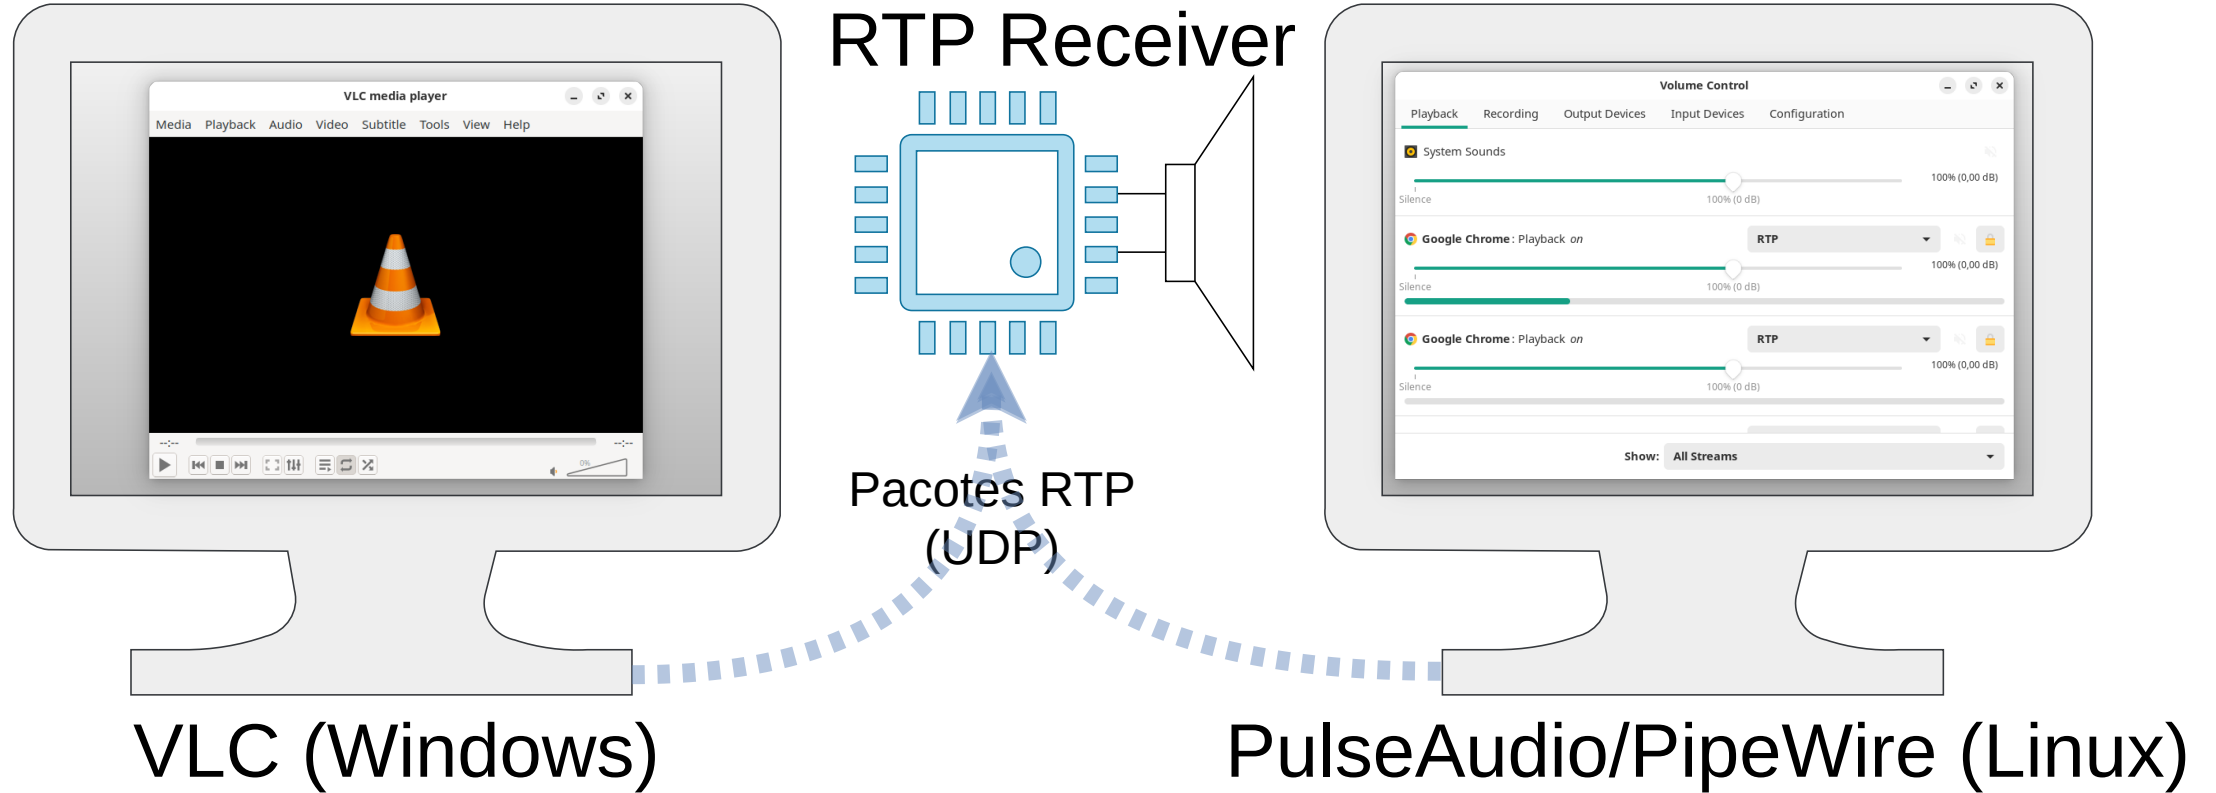 RTP Receiver
VLC media player
Media Playback Audio Video Subtitle Tools View Help
--:-- --:--
0%
Volume Control
Playback Recording Output Devices Input Devices Configuration
System Sounds
100% (0,00 dB)
Silence 100% (0 dB)
Google Chrome: Playback on RTP
100% (0,00 dB)
Silence 100% (0 dB)
Google Chrome: Playback on RTP
100% (0,00 dB)
Silence 100% (0 dB)
Show: All Streams
Pacotes RTP
(UDP)
VLC (Windows)
PulseAudio/PipeWire (Linux)